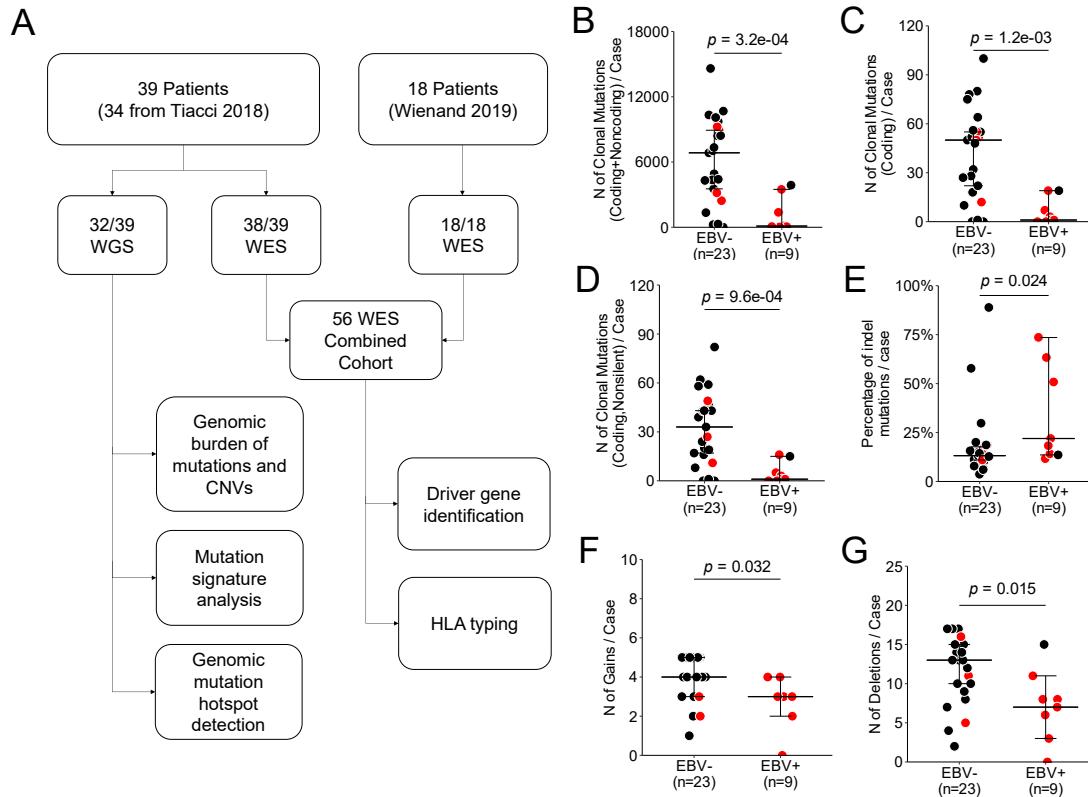 A
39 Patients
(34 from Tiacci 2018)
18 Patients
(Wienand 2019)
32/39
WGS
38/39
WES
18/18
WES
56 WES
Combined
Cohort
Genomic
burden of
mutations and
CNVs
Mutation
signature
analysis
Genomic
mutation
hotspot
detection
Driver gene
identification
HLA typing
B
N of Clonal Mutations
(Coding+Noncoding) / Case
18000
12000
6000
0
p = 3.2e-04
EBV- EBV+
(n=23) (n=9)
C
N of Clonal Mutations
(Coding) / Case
120
90
60
30
0
p = 1.2e-03
EBV- EBV+
(n=23) (n=9)
D
N of Clonal Mutations
(Coding,Nonsilent) / Case
120
90
60
30
0
p = 9.6e-04
EBV- EBV+
(n=23) (n=9)
E
Percentage of indel
mutations / case
100%
75%
50%
25%
0
p = 0.024
EBV- EBV+
(n=23) (n=9)
F
N of Gains / Case
10
8
6
4
2
0
p = 0.032
EBV- EBV+
(n=23) (n=9)
G
N of Deletions / Case
25
20
15
10
5
0
p = 0.015
EBV- EBV+
(n=23) (n=9)